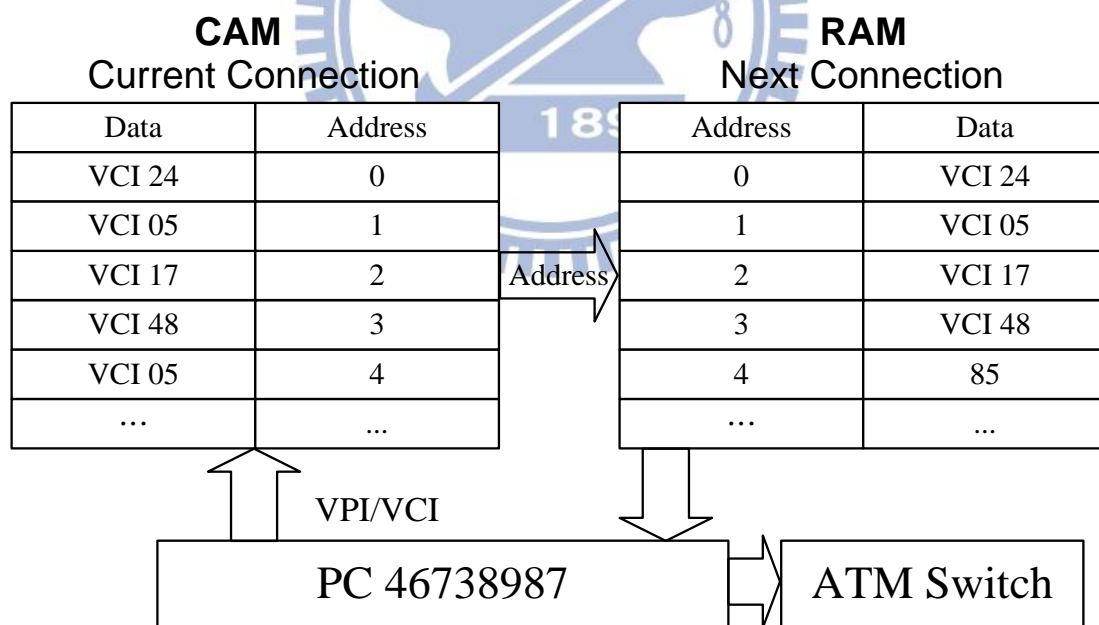 CAM
Current Connection
RAM
Next Connection
Data Address
VCI 24 0
VCI 05 1
VCI 17 2
VCI 48 3
VCI 05 4
... ...
Address
Address Data
0 VCI 24
1 VCI 05
2 VCI 17
3 VCI 48
4 85
... ...
VPI/VCI
PC 46738987
ATM Switch